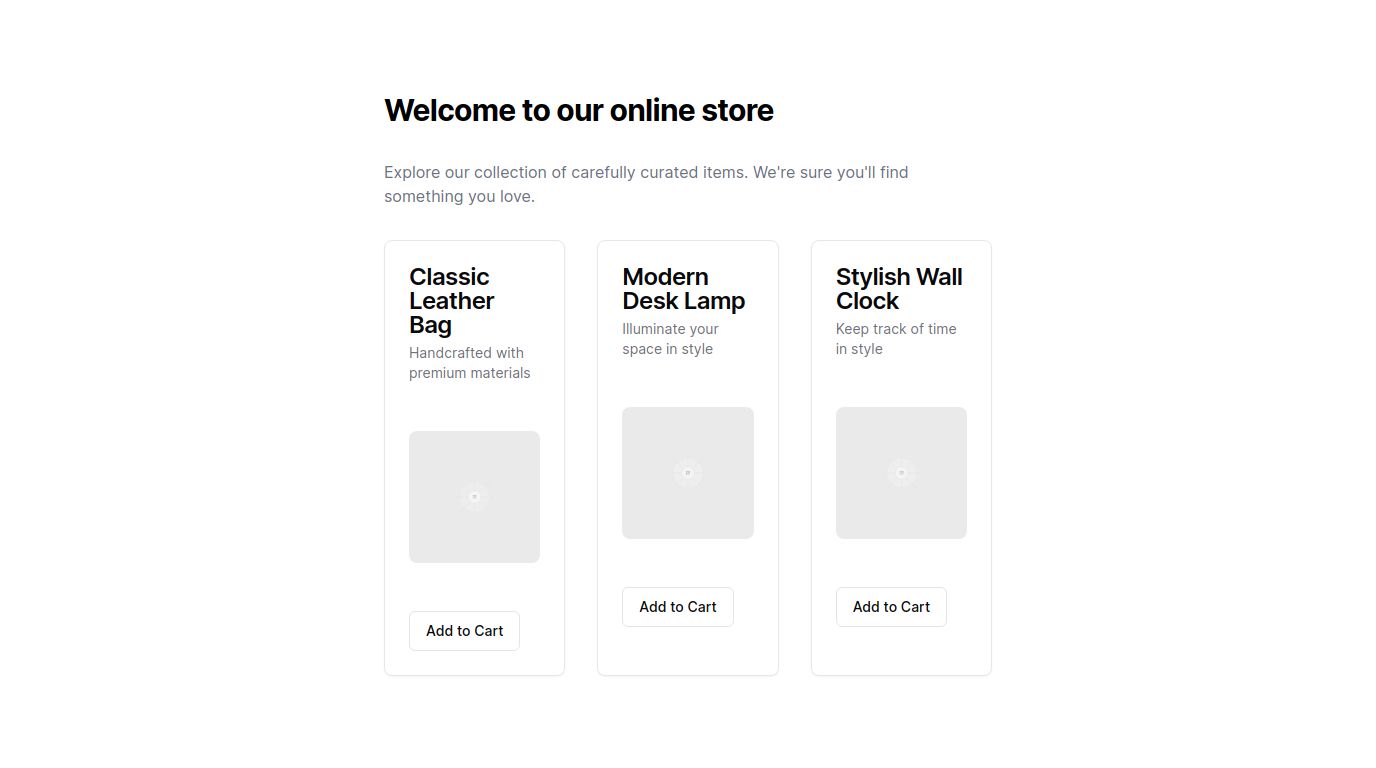 Welcome to our online store
Explore our collection of carefully curated items. We're sure you'll find
something you love.
Classic
Leather
Bag
Handcrafted with
premium materials
Add to Cart
Modern
Desk Lamp
Illuminate your
space in style
Add to Cart
Stylish Wall
Clock
Keep track of time
in style
Add to Cart